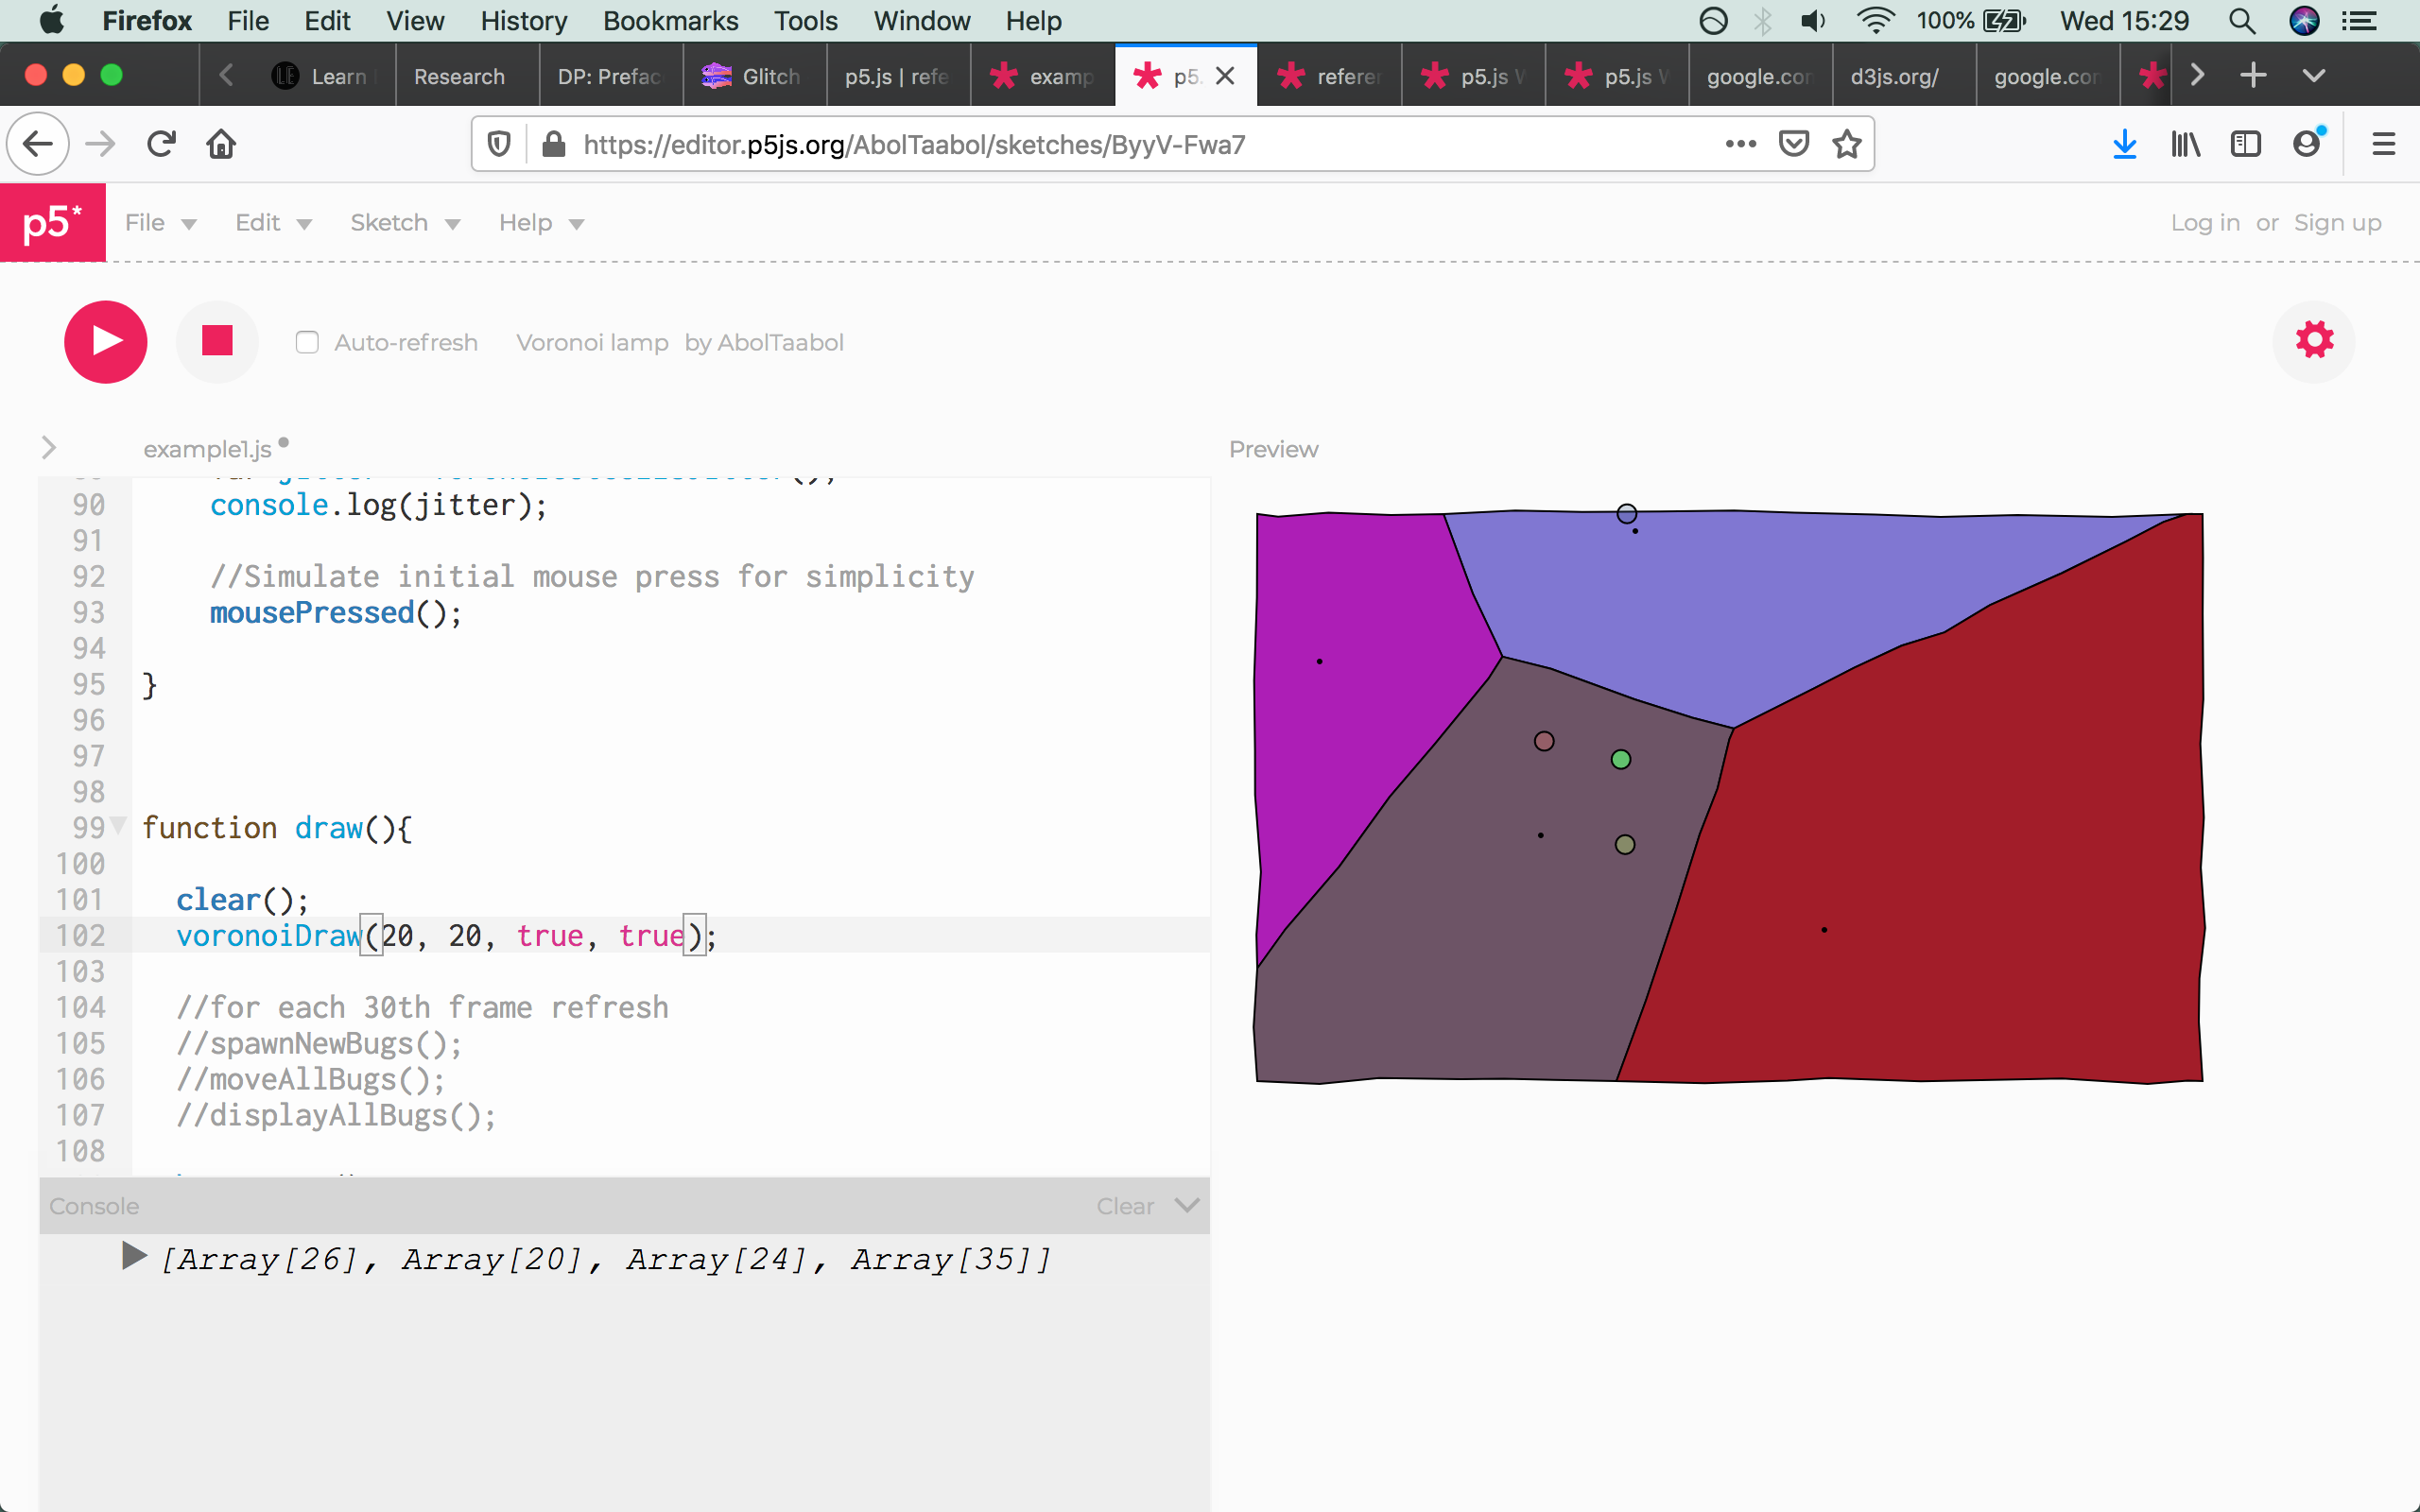 Firefox File Edit View History Bookmarks Tools Window Help 100% Wed 15:29
LE Learn Research DP: Preface Glitch p5.js | refe examp p5. referer p5.js p5.js google.com d3js.org/ google.com
https://editor.p5js.org/AbolTaabol/sketches/ByyV-Fwa7
p5* File Edit Sketch Help Log in or Sign up
Auto-refresh Voronoi lamp by AbolTaabol
example1.js
Preview
90 console.log(jitter);
91
92 //Simulate initial mouse press for simplicity
93 mousePressed();
94
95 }
96
97
98
99 function draw(){
100
101 clear();
102 voronoiDraw(20, 20, true, true);
103
104 //for each 30th frame refresh
105 //spawnNewBugs();
106 //moveAllBugs();
107 //displayAllBugs();
108
Console Clear
[Array[26], Array[20], Array[24], Array[35]]